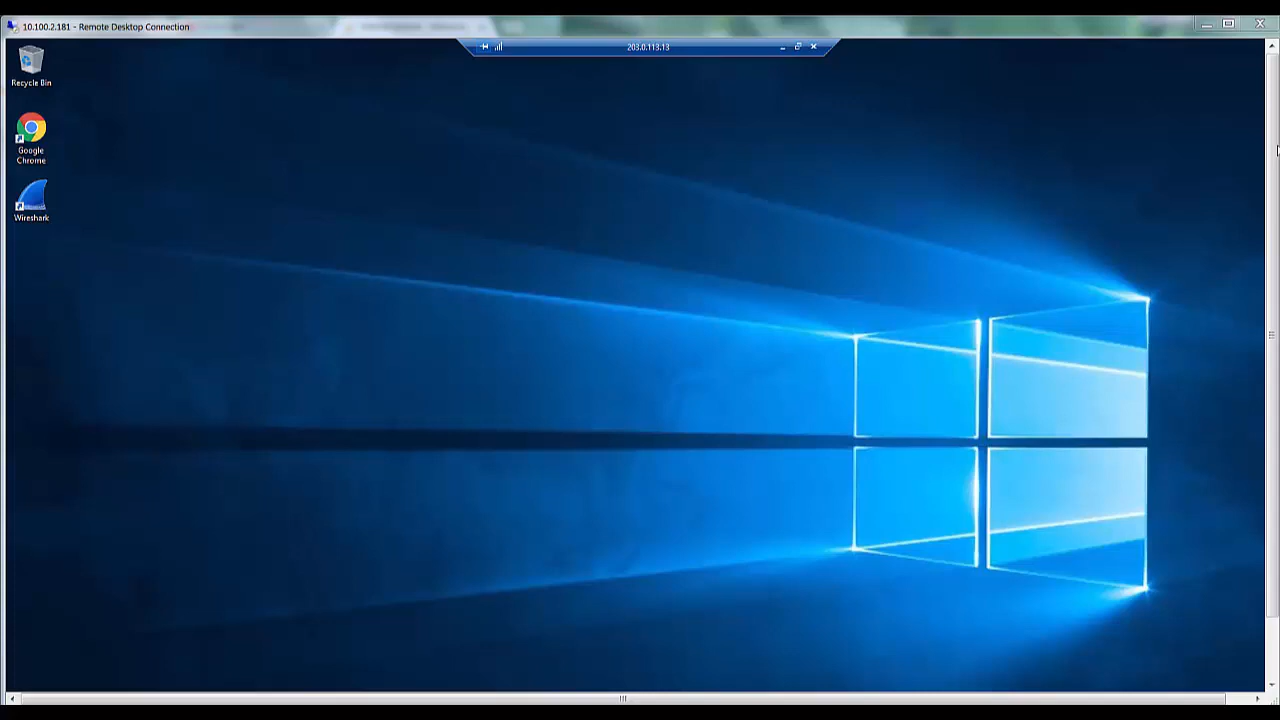 10.100.2.181 - Remote Desktop Connection
203.0.113.13
Recycle Bin
Google
Chrome
Wireshark